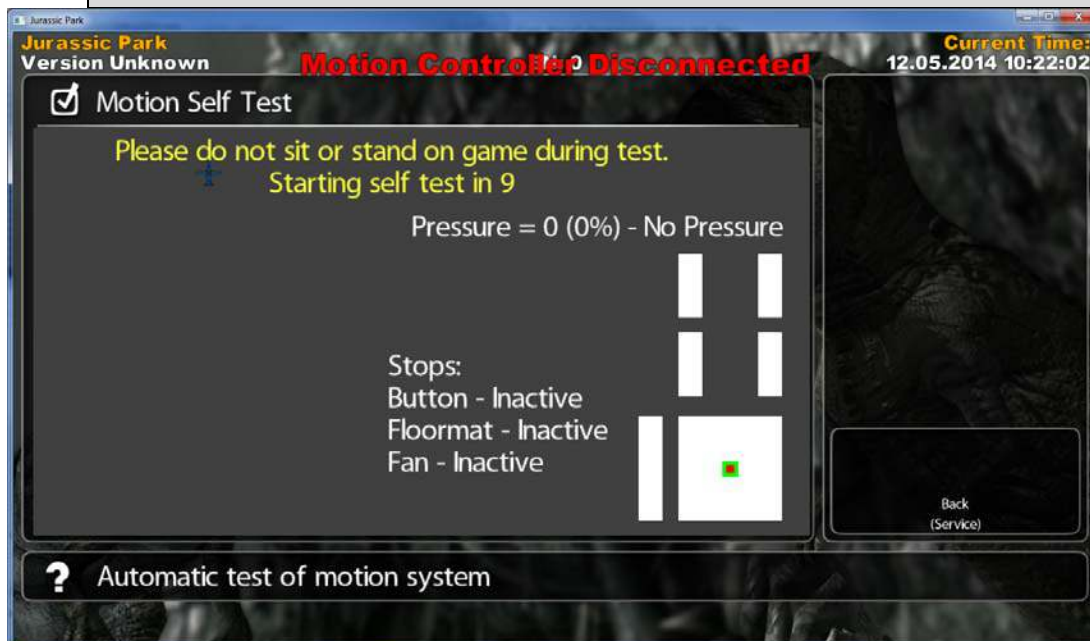 Jurassic Park
Jurassic Park
Version Unknown
Motion Controller Disconnected
Current Time:
12.05.2014 10:22:02
Motion Self Test
Please do not sit or stand on game during test.
Starting self test in 9
Pressure = 0 (0%) - No Pressure
Stops:
Button - Inactive
Floormat - Inactive
Fan - Inactive
Back
(Service)
? Automatic test of motion system